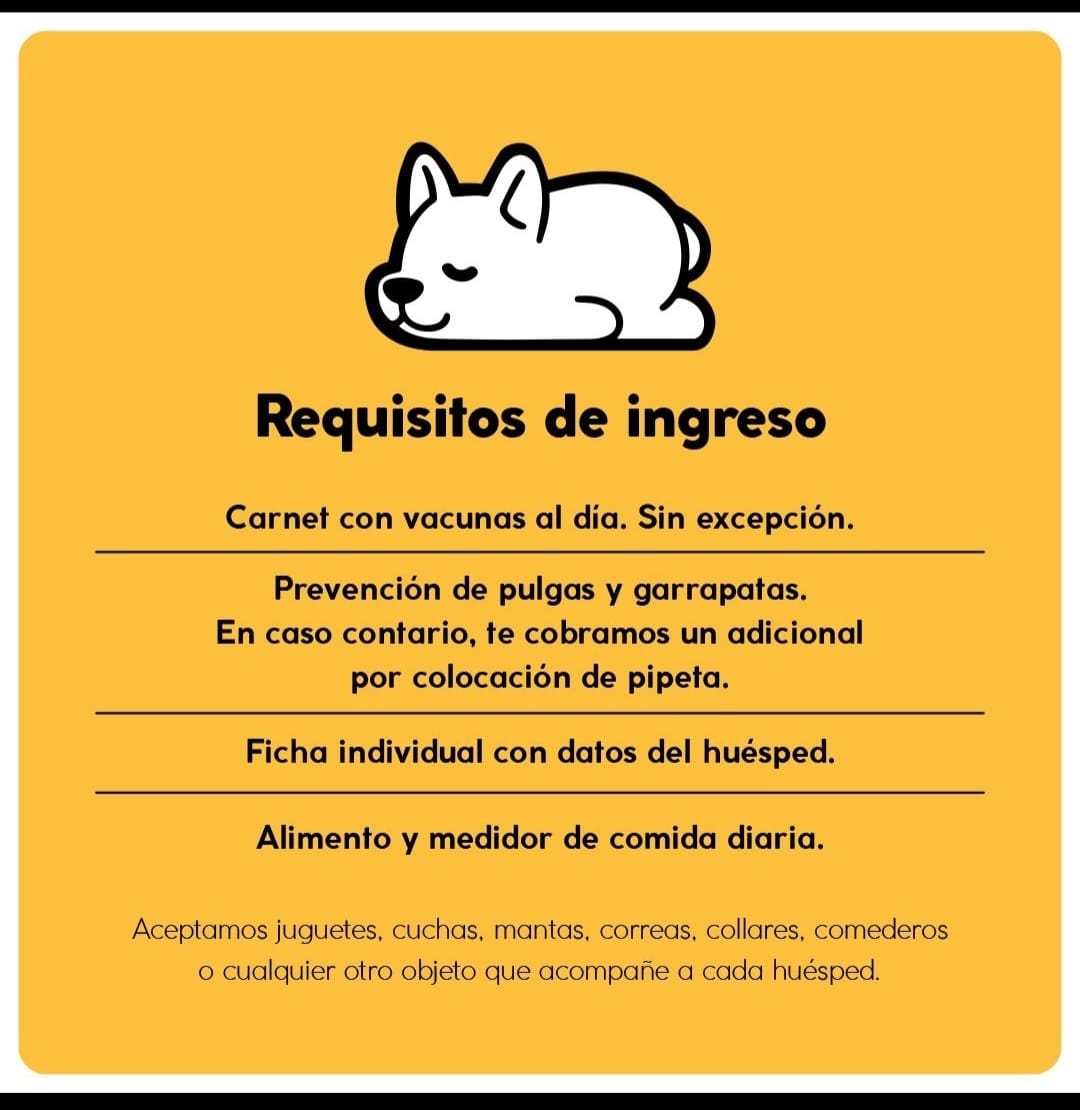 Requisitos de ingreso
Carnet con vacunas al día. Sin excepción.
Prevención de pulgas y garrapatas.
En caso contario, te cobramos un adicional
por colocación de pipeta.
Ficha individual con datos del huésped.
Alimento y medidor de comida diaria.
Aceptamos juguetes, cuchas, mantas, correas, collares, comederos
o cualquier otro objeto que acompañe a cada huésped.